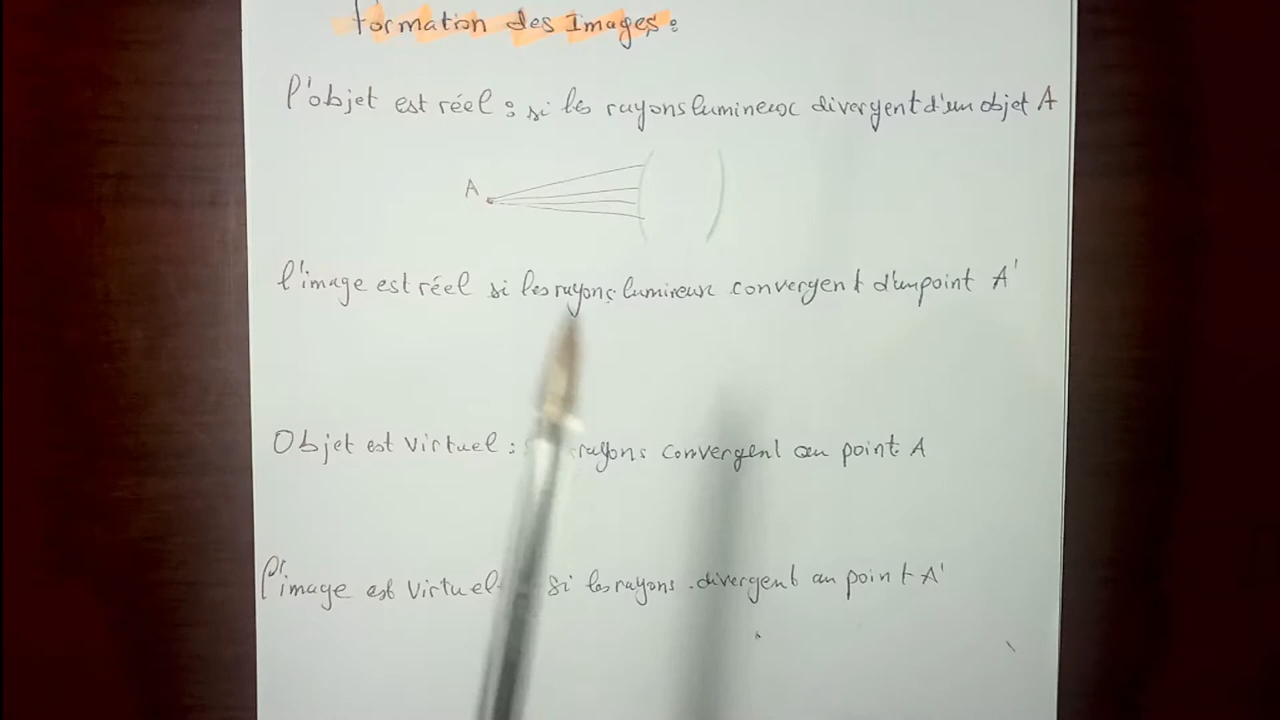 formation des Images :
l'objet est réel : si les rayons lumineux divergent d'un objet A
A
l'image est réel si les rayons lumineux convergent d'un point A'
Objet est virtuel : rayons convergent au point A
l'image est virtuel si les rayons divergent au point A'